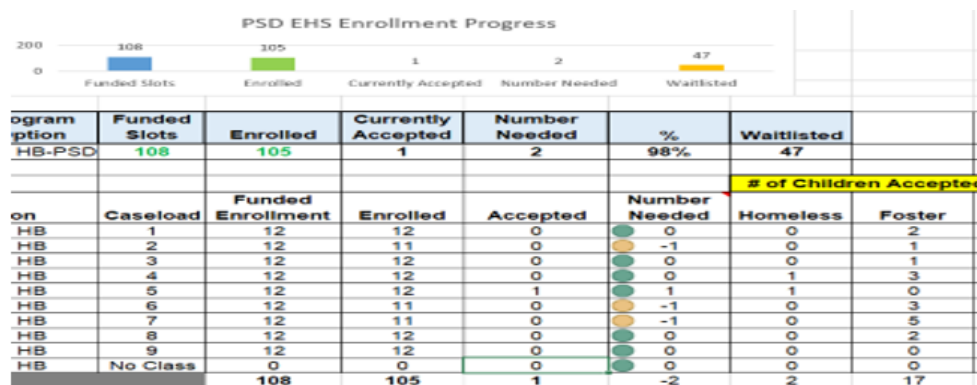 PSD EHS Enrollment Progress
200
108 105 1 2 47
0
Funded Slots Enrolled Currently Accepted Number Needed Waitlisted
ogram Funded Currently Number
ption Slots Enrolled Accepted Needed % Waitlisted
HB-PSD 108 105 1 2 98% 47
# of Children Accepte
Funded Number
on Caseload Enrollment Enrolled Accepted Needed Homeless Foster
HB 1 12 12 0 0 0 2
HB 2 12 11 0 -1 0 1
HB 3 12 12 0 0 0 1
HB 4 12 12 0 0 1 3
HB 5 12 12 1 1 1 0
HB 6 12 11 0 -1 0 3
HB 7 12 11 0 -1 0 5
HB 8 12 12 0 0 0 2
HB 9 12 12 0 0 0 0
HB No Class 0 0 0 0 0 0
108 105 1 -2 2 17